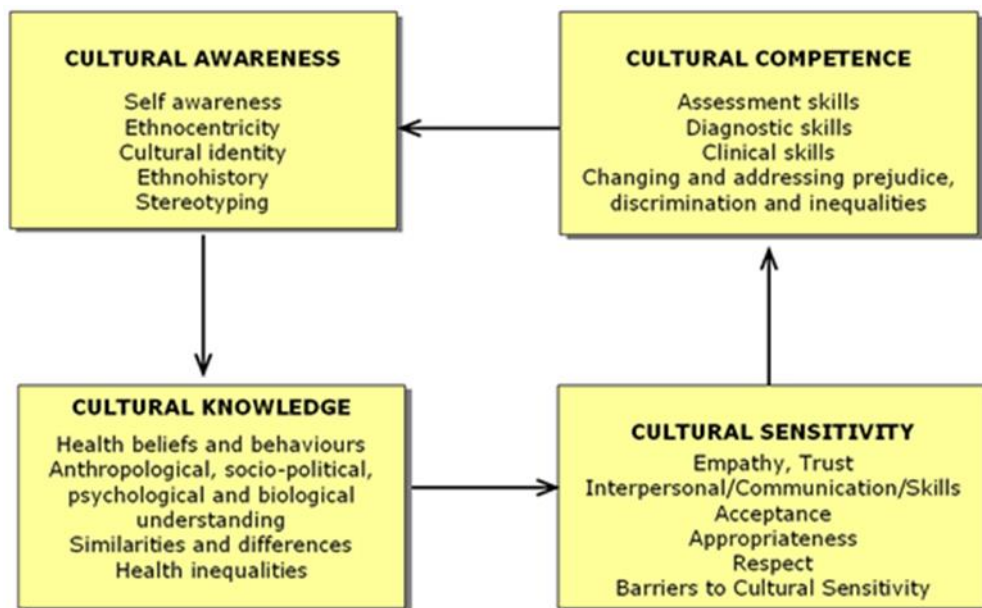 CULTURAL AWARENESS
Self awareness
Ethnocentricity
Cultural identity
Ethnohistory
Stereotyping
CULTURAL COMPETENCE
Assessment skills
Diagnostic skills
Clinical skills
Changing and addressing prejudice,
discrimination and inequalities
CULTURAL KNOWLEDGE
Health beliefs and behaviours
Anthropological, socio-political,
psychological and biological
understanding
Similarities and differences
Health inequalities
CULTURAL SENSITIVITY
Empathy, Trust
Interpersonal/Communication/Skills
Acceptance
Appropriateness
Respect
Barriers to Cultural Sensitivity